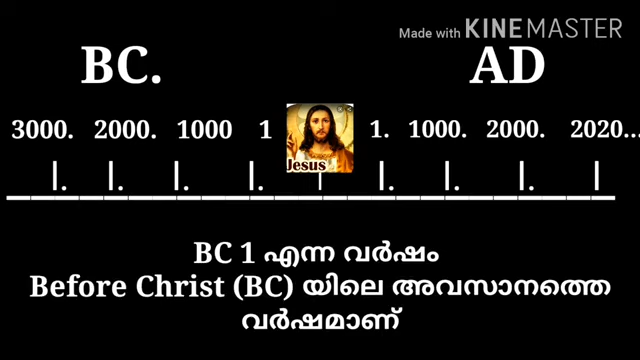 Made with KINEMASTER
BC. AD
3000. 2000. 1000 1 1. 1000. 2000. 2020...
Jesus
BC 1 എന്ന വർഷം
Before Christ (BC) യിലെ അവസാനത്തെ
വർഷമാണ്